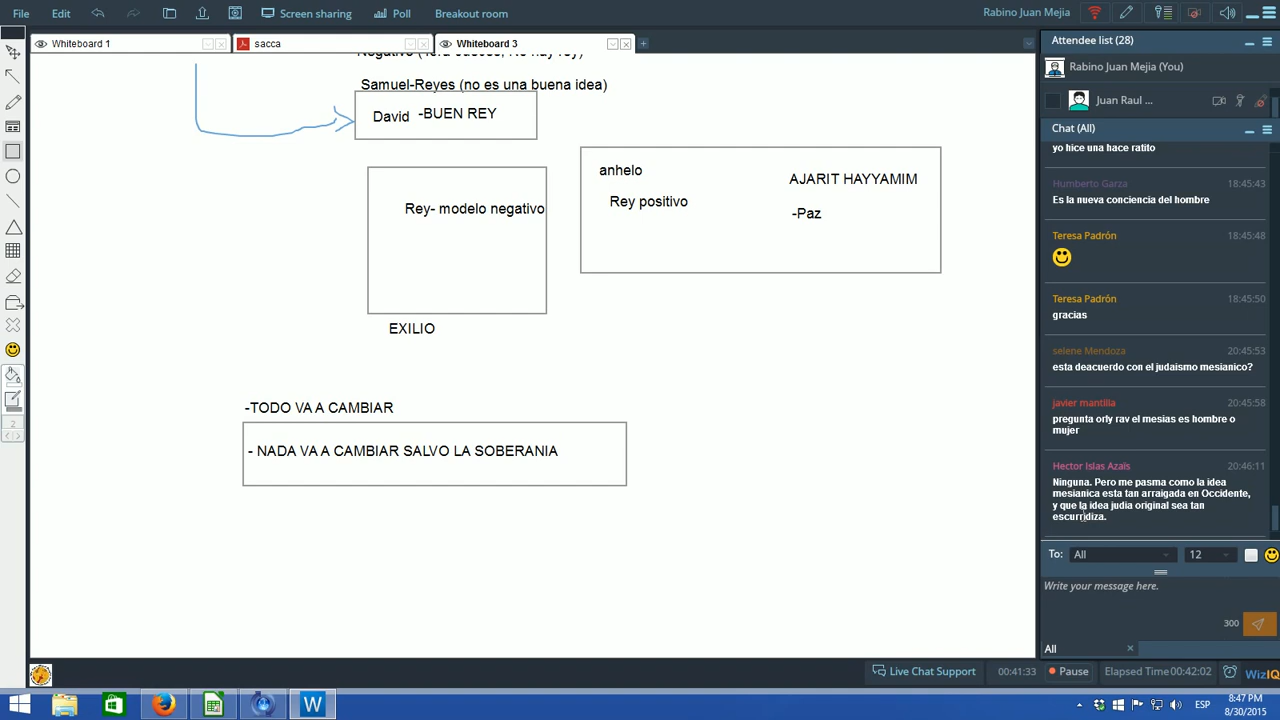 File Edit Screen sharing Poll Breakout room Rabino Juan Mejia
Whiteboard 1 sacca Whiteboard 3
Samuel-Reyes (no es una buena idea)
David -BUEN REY
anhelo
AJARIT HAYYAMIM
Rey positivo
Rey- modelo negativo
-Paz
EXILIO
-TODO VA A CAMBIAR
- NADA VA A CAMBIAR SALVO LA SOBERANIA
2
Attendee list (28)
Rabino Juan Mejia (You)
Juan Raul ...
Chat (All)
yo hice una hace ratito
Humberto Garza 18:45:43
Es la nueva conciencia del hombre
Teresa Padrón 18:45:48
Teresa Padrón 18:45:50
gracias
selene Mendoza 20:45:53
esta deacuerdo con el judaismo mesianico?
javier mantilla 20:45:58
pregunta orly rav el mesias es hombre o
mujer
Hector Islas Azaïs 20:46:11
Ninguna. Pero me pasma como la idea
mesianica esta tan arraigada en Occidente,
y que la idea judia original sea tan
escurridiza.
To: All 12
Write your message here.
300
All
Live Chat Support 00:41:33 Pause Elapsed Time 00:42:02 WizIQ
W ESP 8:47 PM
8/30/2015